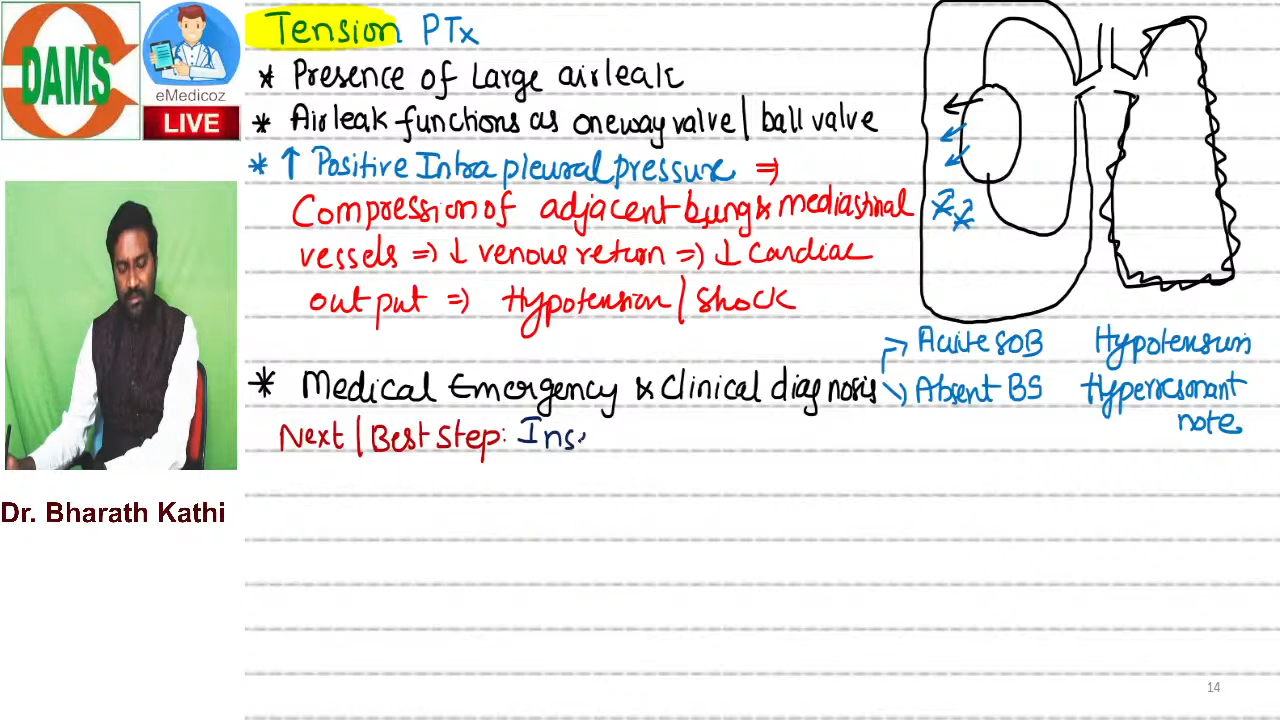 DAMS
eMedicoz
LIVE
Dr. Bharath Kathi
Tension PTx
* Presence of Large airleak
* Airleak functions as oneway valve | ball valve
* ↑ Positive Intra pleural pressure ⇒
Compression of adjacent lung & mediastinal
vessels ⇒ ↓ venous return ⇒ ↓ cardiac
output ⇒ Hypotension | Shock
* Medical Emergency & clinical diagnosis
Acute SOB Hypotension
Absent BS Hyperresonant
note
Next | Best Step: Ins
14